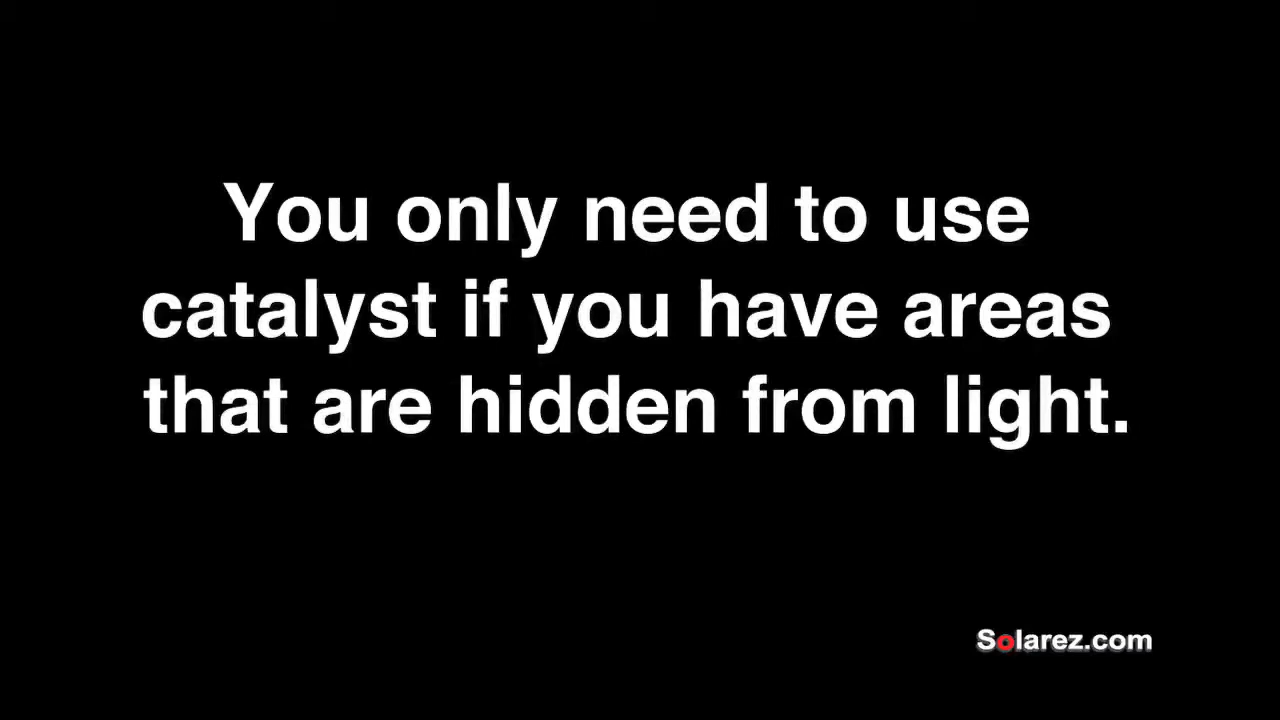 You only need to use
catalyst if you have areas
that are hidden from light.
Solarez.com